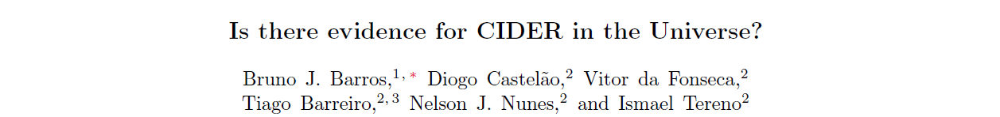 Is there evidence for CIDER in the Universe?
Bruno J. Barros,1, * Diogo Castelão,2 Vitor da Fonseca,2
Tiago Barreiro,2, 3 Nelson J. Nunes,2 and Ismael Tereno2